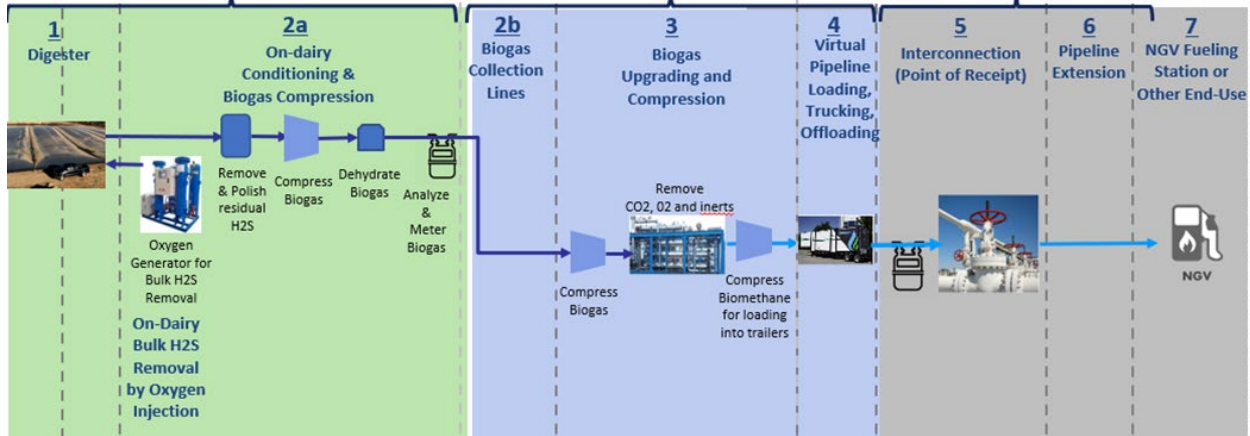 1
Digester
2a
On-dairy
Conditioning &
Biogas Compression
2b
Biogas
Collection
Lines
3
Biogas
Upgrading and
Compression
4
Virtual
Pipeline
Loading,
Trucking,
Offloading
5
Interconnection
(Point of Receipt)
6
Pipeline
Extension
7
NGV Fueling
Station or
Other End-Use
Oxygen
Generator for
Bulk H2S
Removal
On-Dairy
Bulk H2S
Removal
by Oxygen
Injection
Remove
& Polish
residual
H2S
Compress
Biogas
Dehydrate
Biogas
Analyze
&
Meter
Biogas
Compress
Biogas
Remove
CO2, 02 and inerts
Compress
Biomethane
for loading
into trailers
NGV